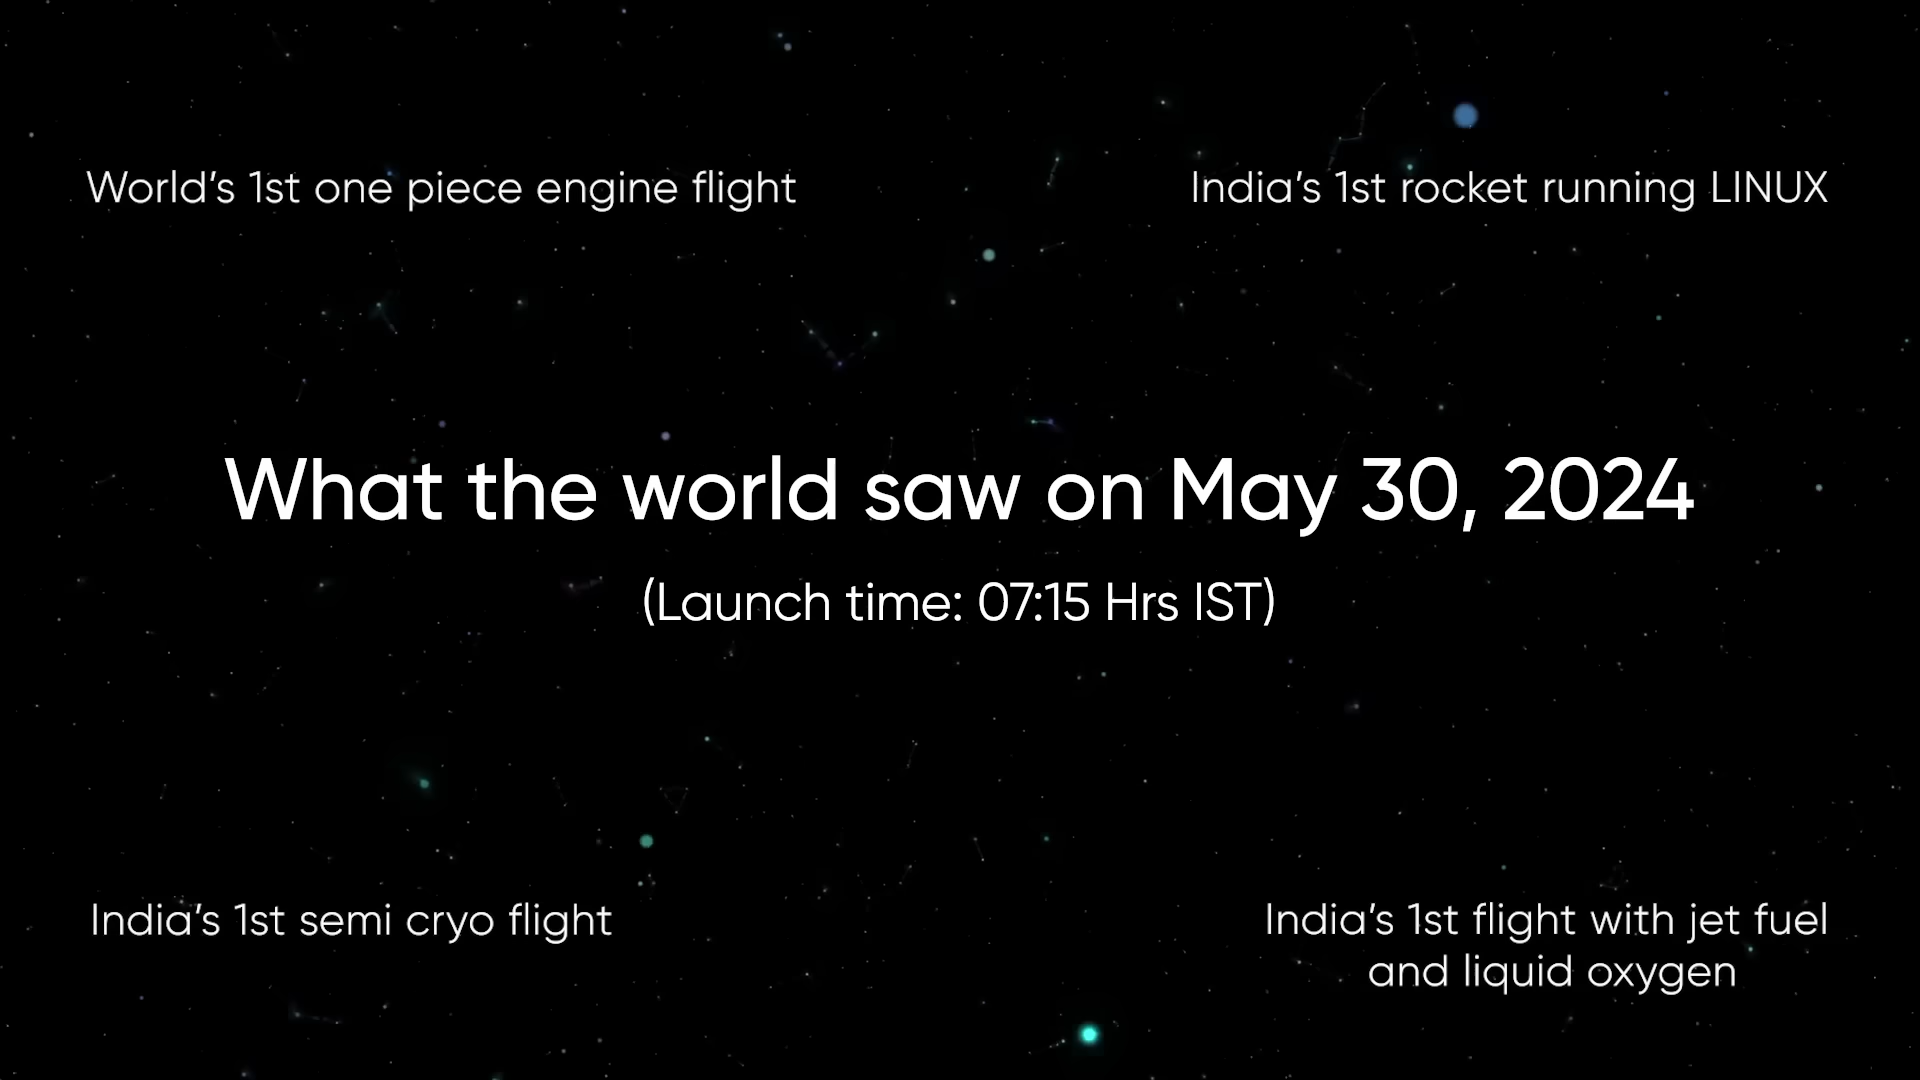 World's 1st one piece engine flight
India's 1st rocket running LINUX
What the world saw on May 30, 2024
(Launch time: 07:15 Hrs IST)
India's 1st semi cryo flight
India's 1st flight with jet fuel
and liquid oxygen